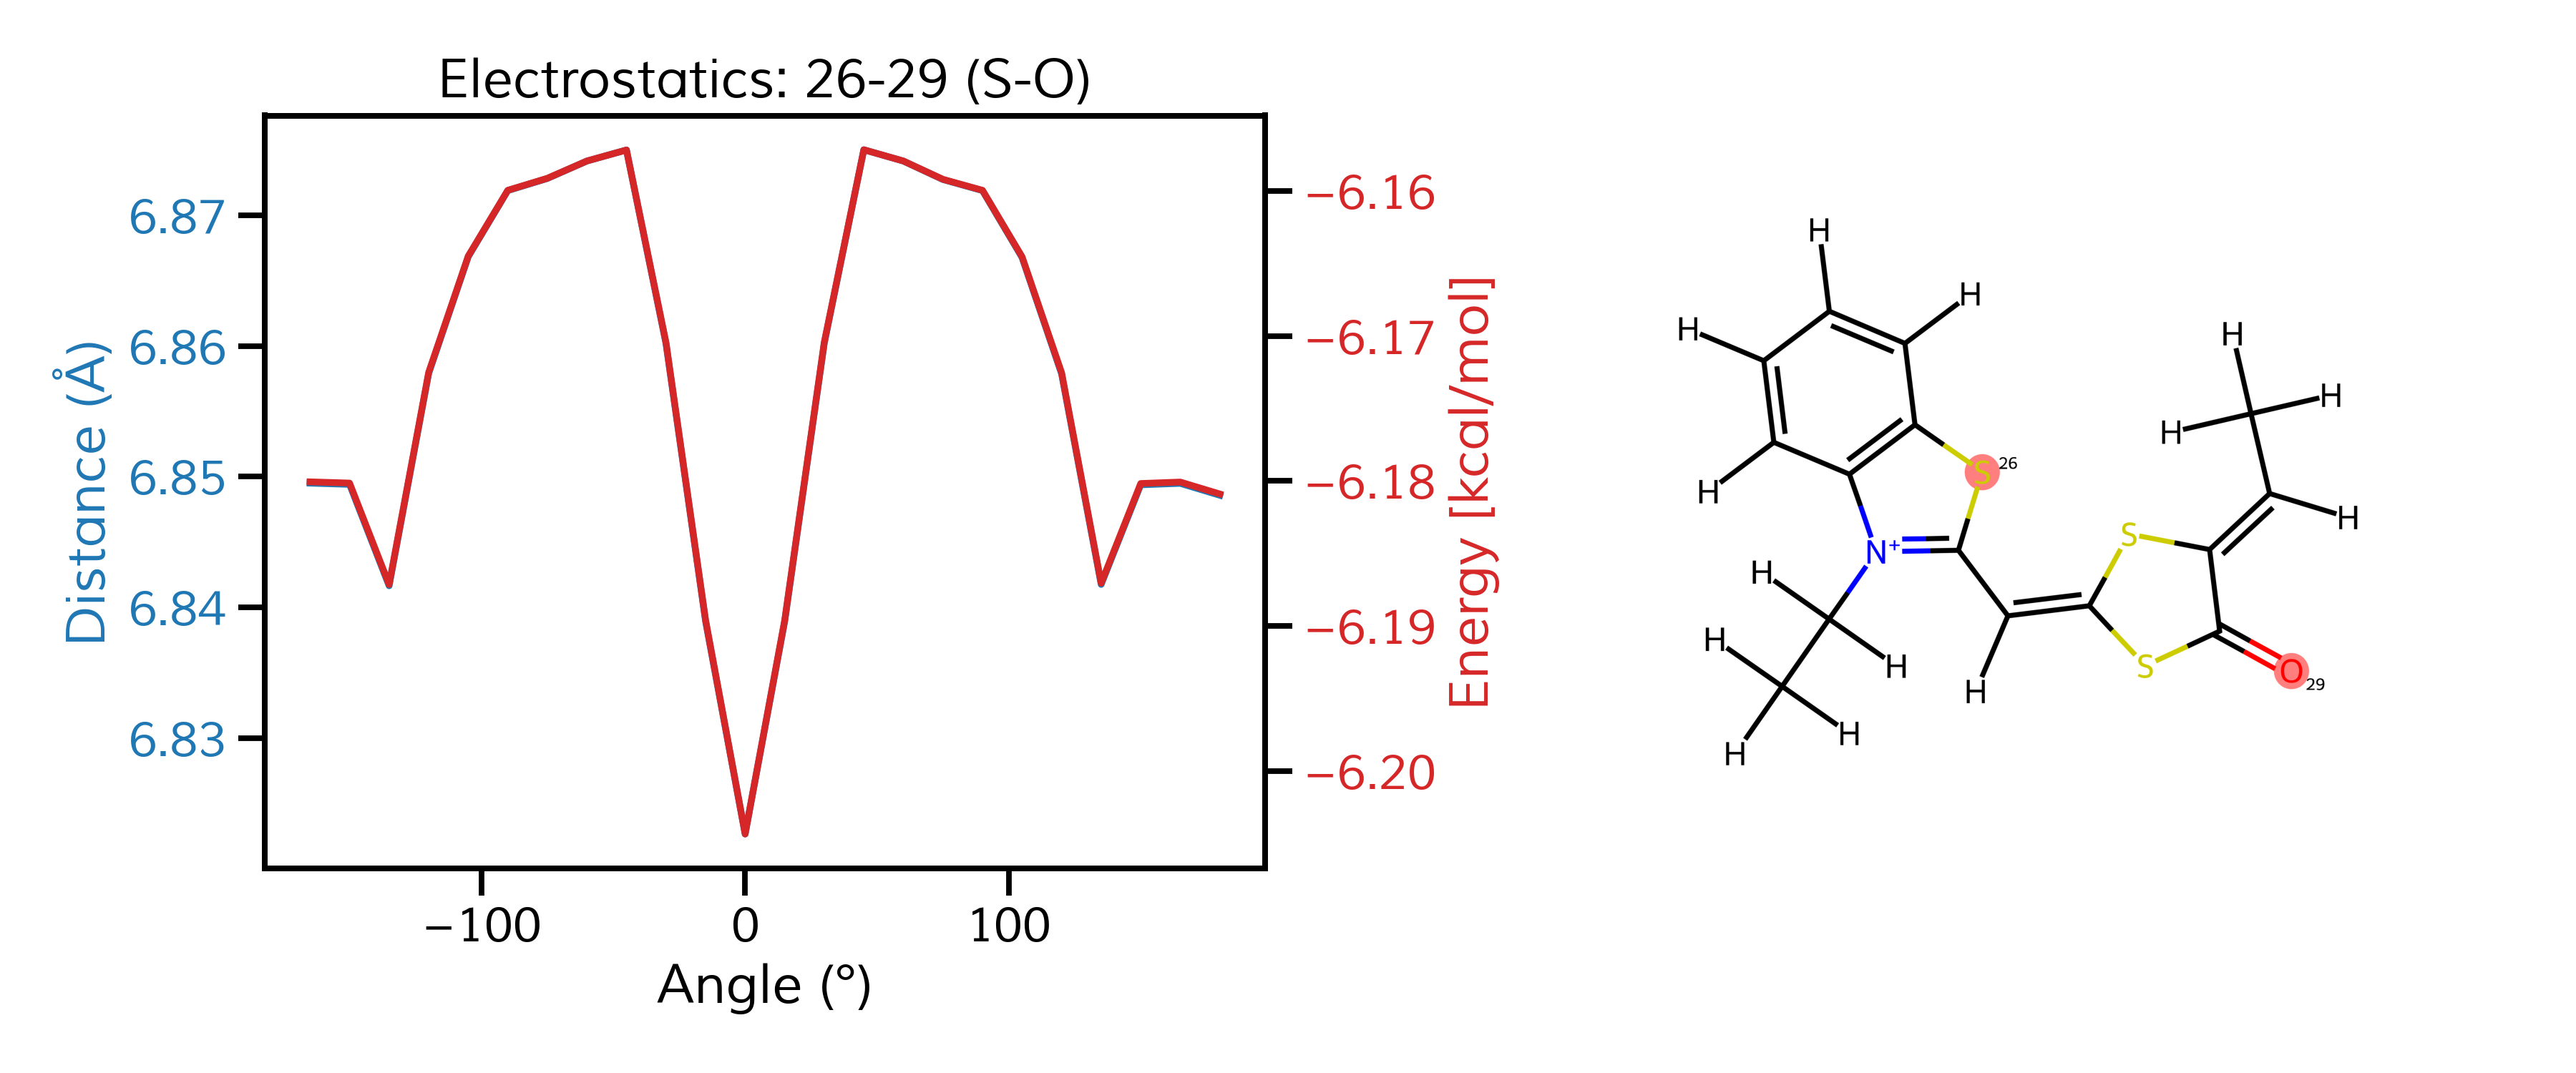 Electrostatics: 26-29 (S-O)
Distance (Å)
6.87
6.86
6.85
6.84
6.83
−100
0
100
Angle (°)
−6.16
−6.17
−6.18
−6.19
−6.20
Energy [kcal/mol]
H
H
H
H
S 26
N+
H
H
H
H
H
H
S
S
H
H
H
H
O 29